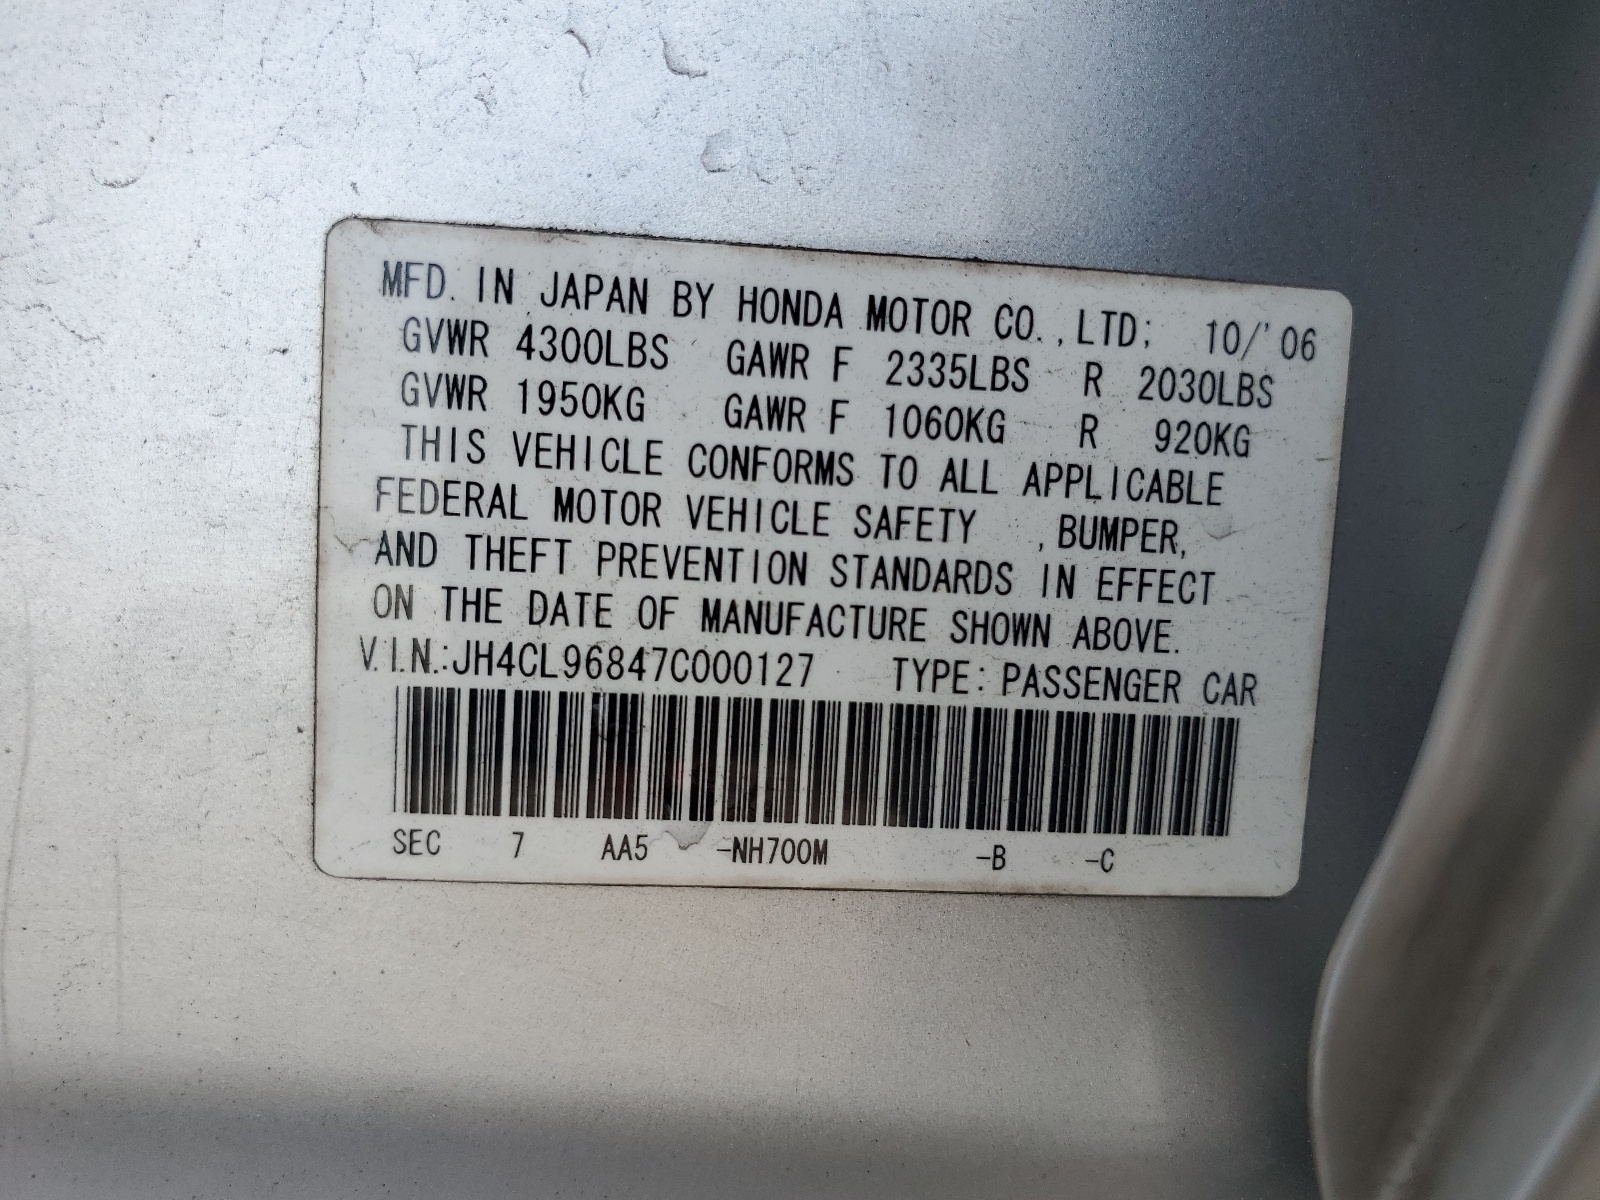 MFD. IN JAPAN BY HONDA MOTOR CO., LTD; 10/'06
GVWR 4300LBS GAWR F 2335LBS R 2030LBS
GVWR 1950KG GAWR F 1060KG R 920KG
THIS VEHICLE CONFORMS TO ALL APPLICABLE
FEDERAL MOTOR VEHICLE SAFETY , BUMPER,
AND THEFT PREVENTION STANDARDS IN EFFECT
ON THE DATE OF MANUFACTURE SHOWN ABOVE.
V.I.N.:JH4CL96847C000127 TYPE: PASSENGER CAR
SEC 7 AA5 -NH700M -B -C